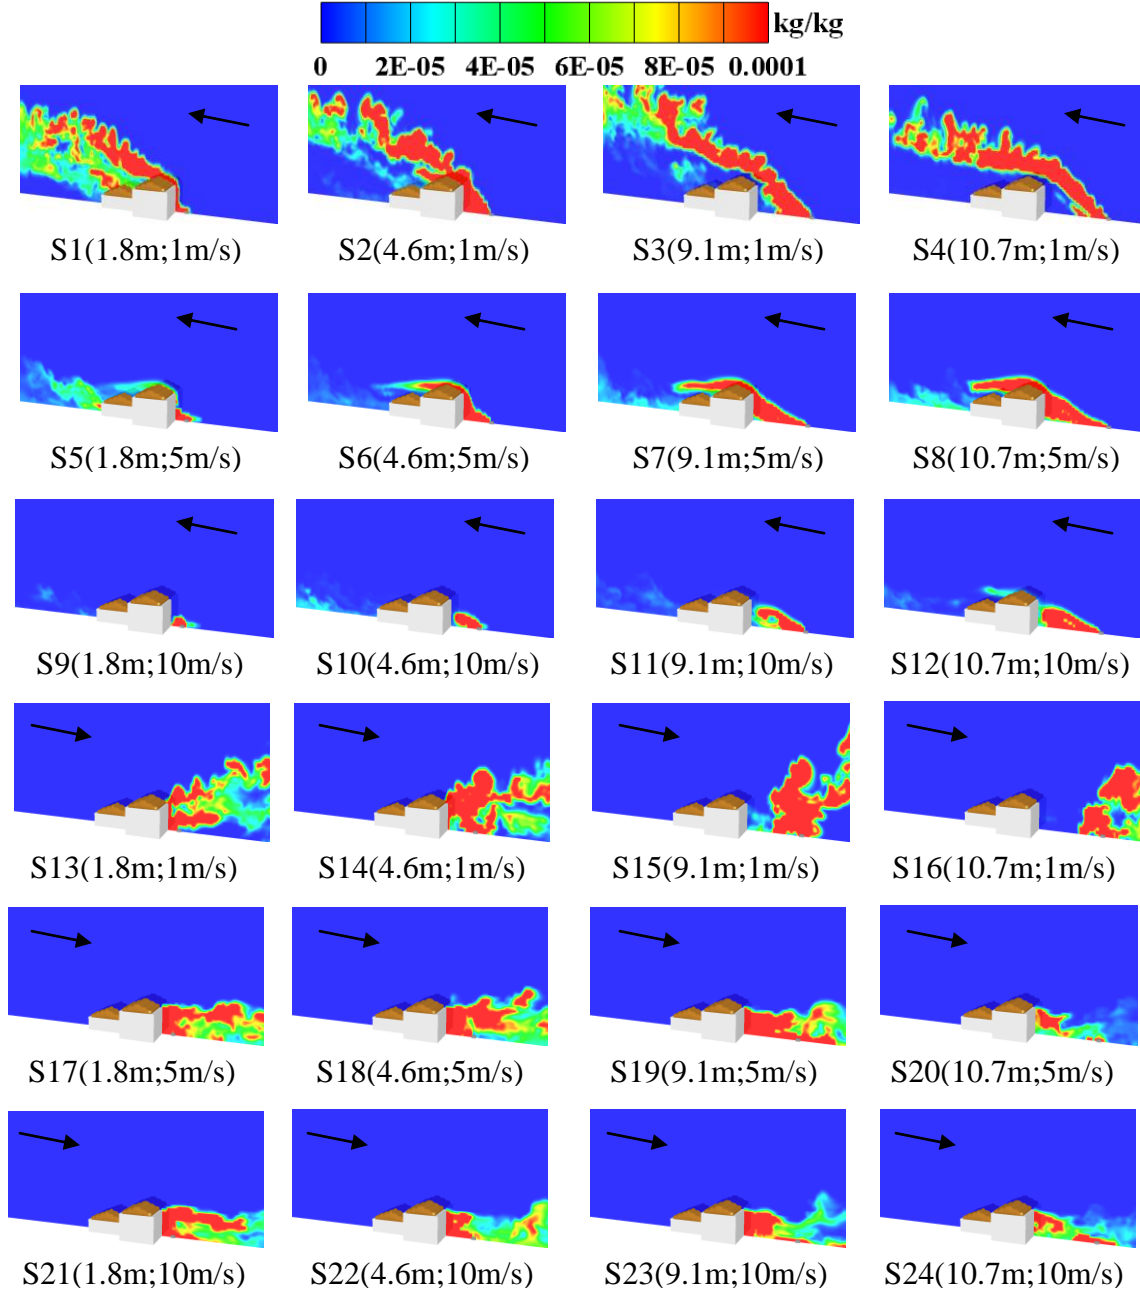 kg/kg
0 2E-05 4E-05 6E-05 8E-05 0.0001
S1(1.8m;1m/s) S2(4.6m;1m/s) S3(9.1m;1m/s) S4(10.7m;1m/s)
S5(1.8m;5m/s) S6(4.6m;5m/s) S7(9.1m;5m/s) S8(10.7m;5m/s)
S9(1.8m;10m/s) S10(4.6m;10m/s) S11(9.1m;10m/s) S12(10.7m;10m/s)
S13(1.8m;1m/s) S14(4.6m;1m/s) S15(9.1m;1m/s) S16(10.7m;1m/s)
S17(1.8m;5m/s) S18(4.6m;5m/s) S19(9.1m;5m/s) S20(10.7m;5m/s)
S21(1.8m;10m/s) S22(4.6m;10m/s) S23(9.1m;10m/s) S24(10.7m;10m/s)